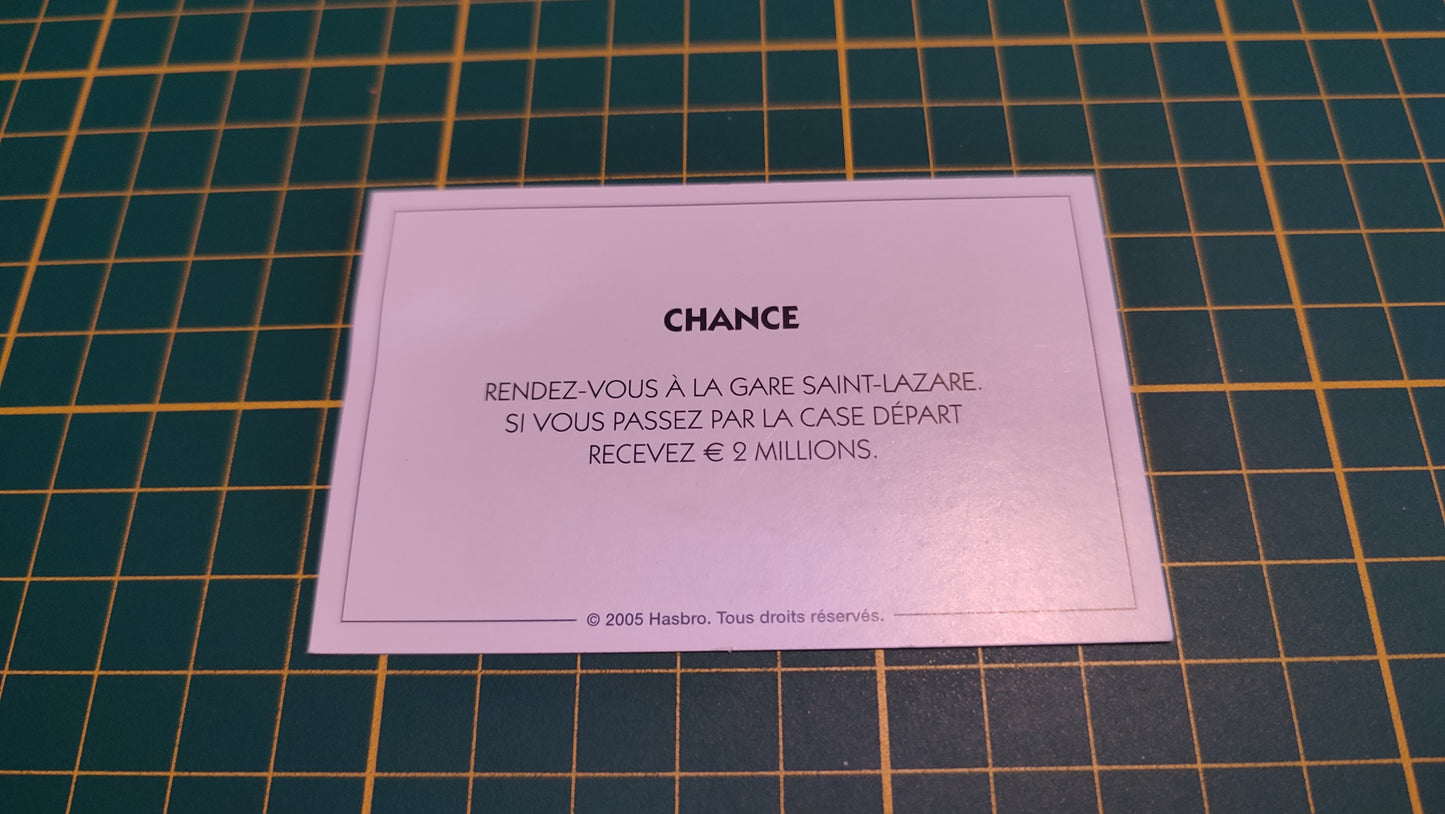 CHANCE
RENDEZ-VOUS À LA GARE SAINT-LAZARE.
SI VOUS PASSEZ PAR LA CASE DÉPART
RECEVEZ € 2 MILLIONS.
© 2005 Hasbro. Tous droits réservés.